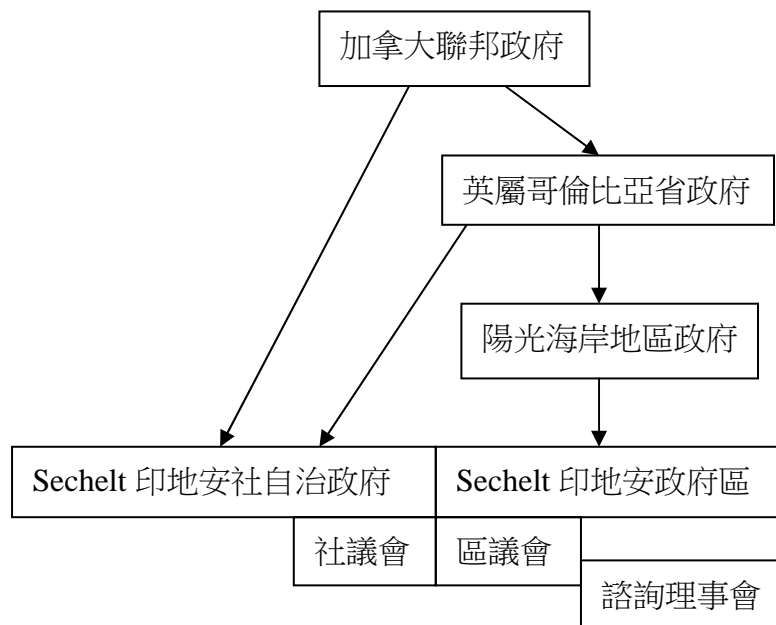 加拿大聯邦政府
英屬哥倫比亞省政府
陽光海岸地區政府
Sechelt 印地安社自治政府
Sechelt 印地安政府區
社議會
區議會
諮詢理事會